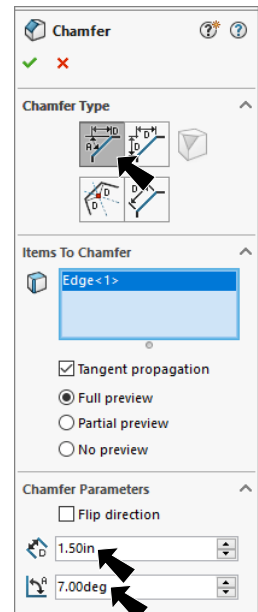 Chamfer
Chamfer Type
Items To Chamfer
Edge<1>
Tangent propagation
Full preview
Partial preview
No preview
Chamfer Parameters
Flip direction
1.50in
7.00deg